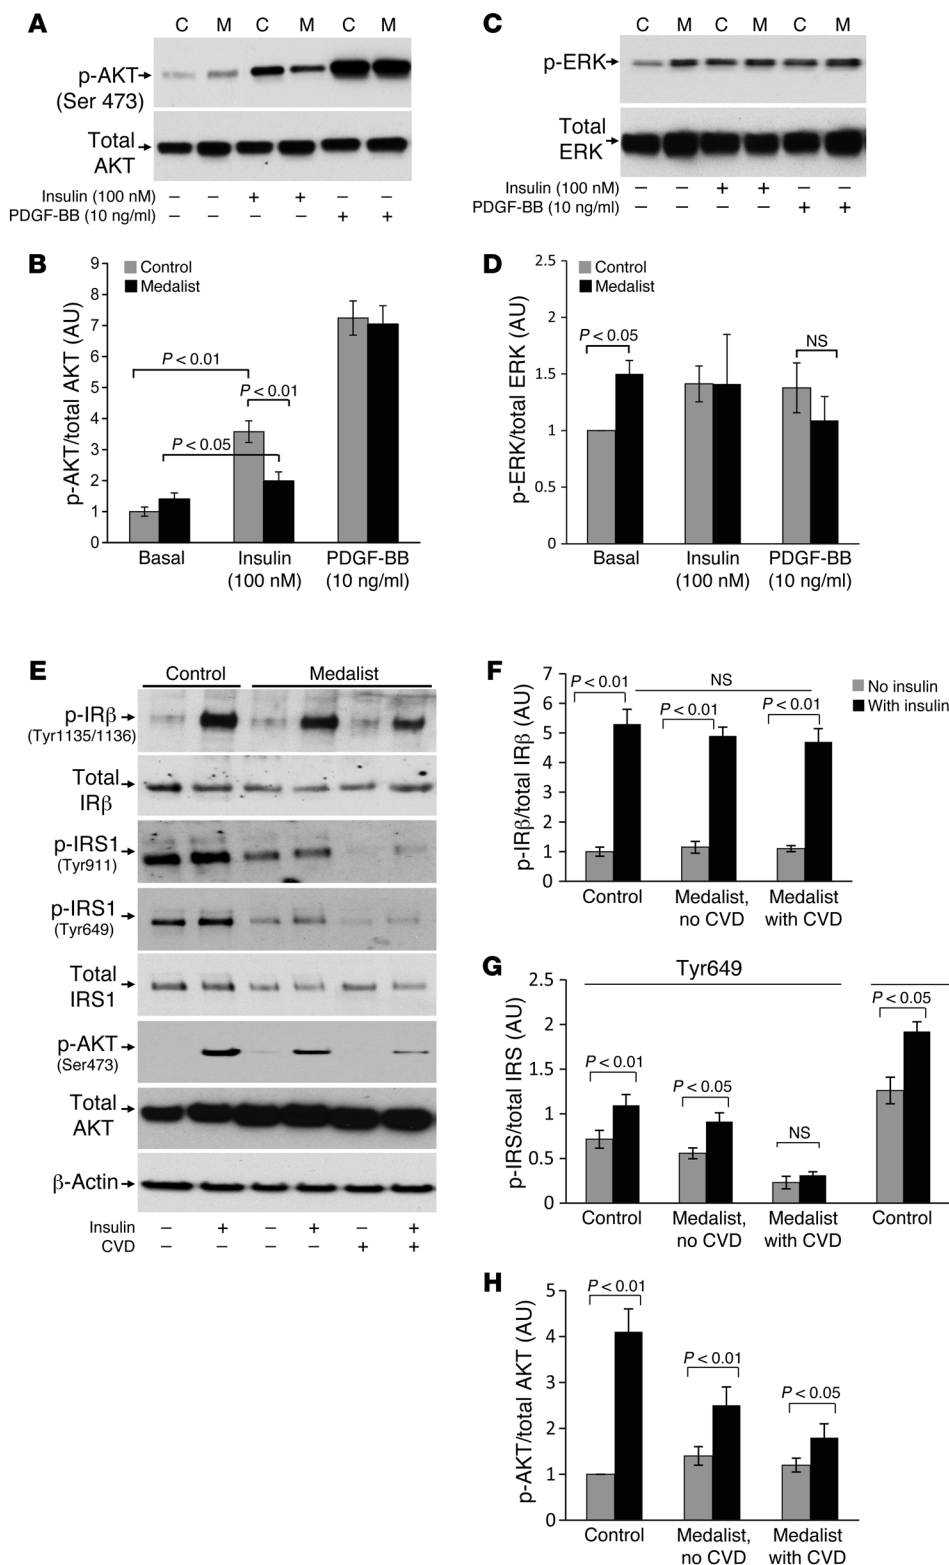 A
C M C M C M
p-AKT
(Ser 473)
Total
AKT
Insulin (100 nM) – – + + – –
PDGF-BB (10 ng/ml) – – – – + +
C
C M C M C M
p-ERK
Total
ERK
Insulin (100 nM) – – + + – –
PDGF-BB (10 ng/ml) – – – – + +
B
9
8
7
6
5
4
3
2
1
0
p-AKT/total AKT (AU)
Control
Medalist
P < 0.01
P < 0.01
P < 0.05
Basal
Insulin
(100 nM)
PDGF-BB
(10 ng/ml)
D
2.5
2
1.5
1
0.5
0
p-ERK/total ERK (AU)
Control
Medalist
P < 0.05
NS
Basal
Insulin
(100 nM)
PDGF-BB
(10 ng/ml)
E
Control Medalist
p-IRβ
(Tyr1135/1136)
Total
IRβ
p-IRS1
(Tyr911)
p-IRS1
(Tyr649)
Total
IRS1
p-AKT
(Ser473)
Total
AKT
β-Actin
Insulin – + – + – +
CVD – – – – + +
F
7
6
5
4
3
2
1
0
p-IRβ/total IRβ (AU)
No insulin
With insulin
NS
P < 0.01
P < 0.01
P < 0.01
Control
Medalist,
no CVD
Medalist
with CVD
G
Tyr649
2.5
2
1.5
1
0.5
0
p-IRS/total IRS (AU)
P < 0.01
P < 0.05
NS
P < 0.05
Control
Medalist,
no CVD
Medalist
with CVD
Control
H
5
4
3
2
1
0
p-AKT/total AKT (AU)
P < 0.01
P < 0.01
P < 0.05
Control
Medalist,
no CVD
Medalist
with CVD